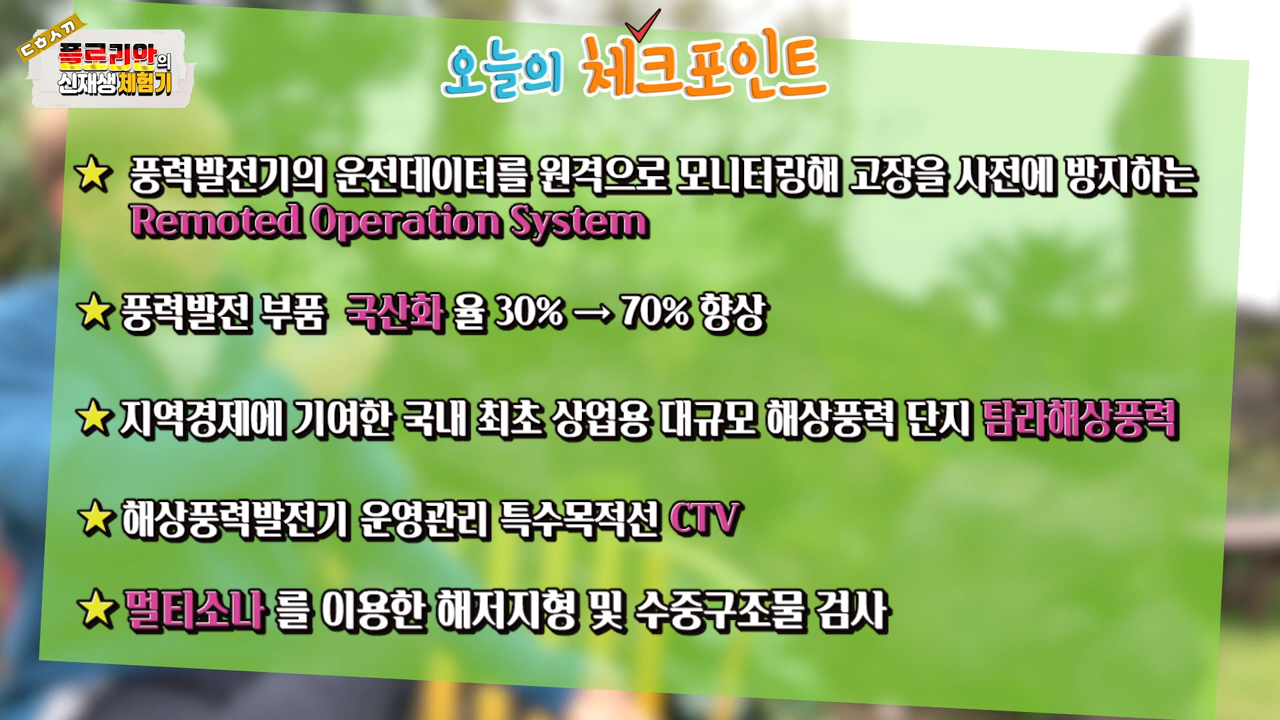 ㄷㅎㅅㄲ
플로리안의
신재생체험기
오늘의 체크포인트
풍력발전기의 운전데이터를 원격으로 모니터링해 고장을 사전에 방지하는
Remoted Operation System
풍력발전 부품 국산화 율 30% → 70% 향상
지역경제에 기여한 국내 최초 상업용 대규모 해상풍력 단지 탐라해상풍력
해상풍력발전기 운영관리 특수목적선 CTV
멀티소나 를 이용한 해저지형 및 수중구조물 검사